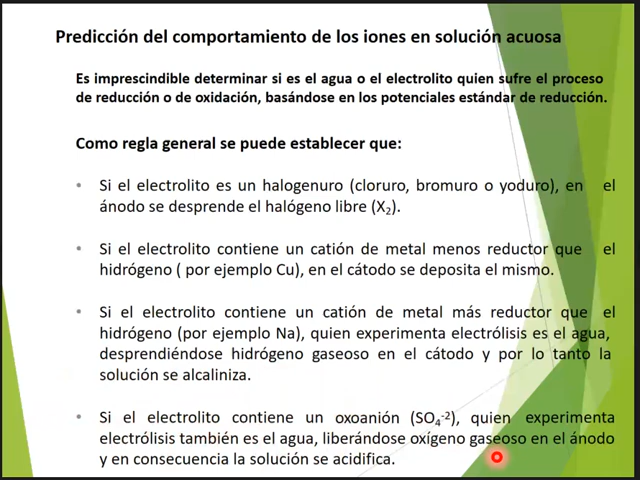 Predicción del comportamiento de los iones en solución acuosa
Es imprescindible determinar si es el agua o el electrolito quien sufre el proceso
de reducción o de oxidación, basándose en los potenciales estándar de reducción.
Como regla general se puede establecer que:
• Si el electrolito es un halogenuro (cloruro, bromuro o yoduro), en el
ánodo se desprende el halógeno libre (X₂).
• Si el electrolito contiene un catión de metal menos reductor que el
hidrógeno ( por ejemplo Cu), en el cátodo se deposita el mismo.
• Si el electrolito contiene un catión de metal más reductor que el
hidrógeno (por ejemplo Na), quien experimenta electrólisis es el agua,
desprendiéndose hidrógeno gaseoso en el cátodo y por lo tanto la
solución se alcaliniza.
• Si el electrolito contiene un oxoanión (SO₄⁻²), quien experimenta
electrólisis también es el agua, liberándose oxígeno gaseoso en el ánodo
y en consecuencia la solución se acidifica.